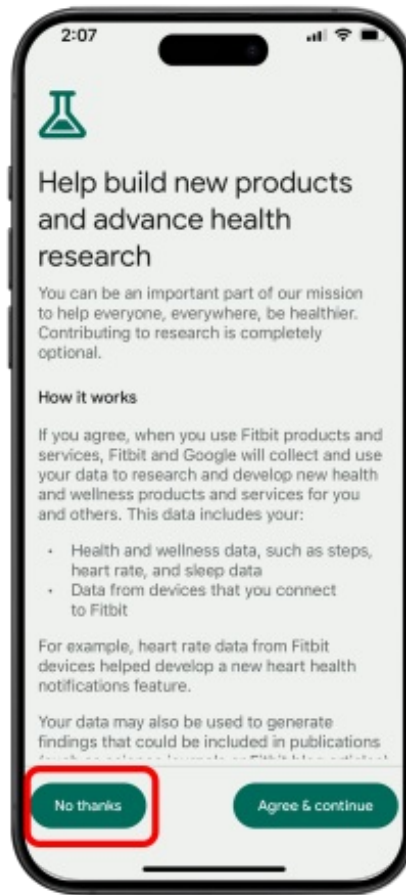 2:07
Help build new products
and advance health
research
You can be an important part of our mission
to help everyone, everywhere, be healthier.
Contributing to research is completely
optional.
How it works
If you agree, when you use Fitbit products and
services, Fitbit and Google will collect and use
your data to research and develop new health
and wellness products and services for you
and others. This data includes your:
• Health and wellness data, such as steps,
heart rate, and sleep data
• Data from devices that you connect
to Fitbit
For example, heart rate data from Fitbit
devices helped develop a new heart health
notifications feature.
Your data may also be used to generate
findings that could be included in publications
No thanks
Agree & continue